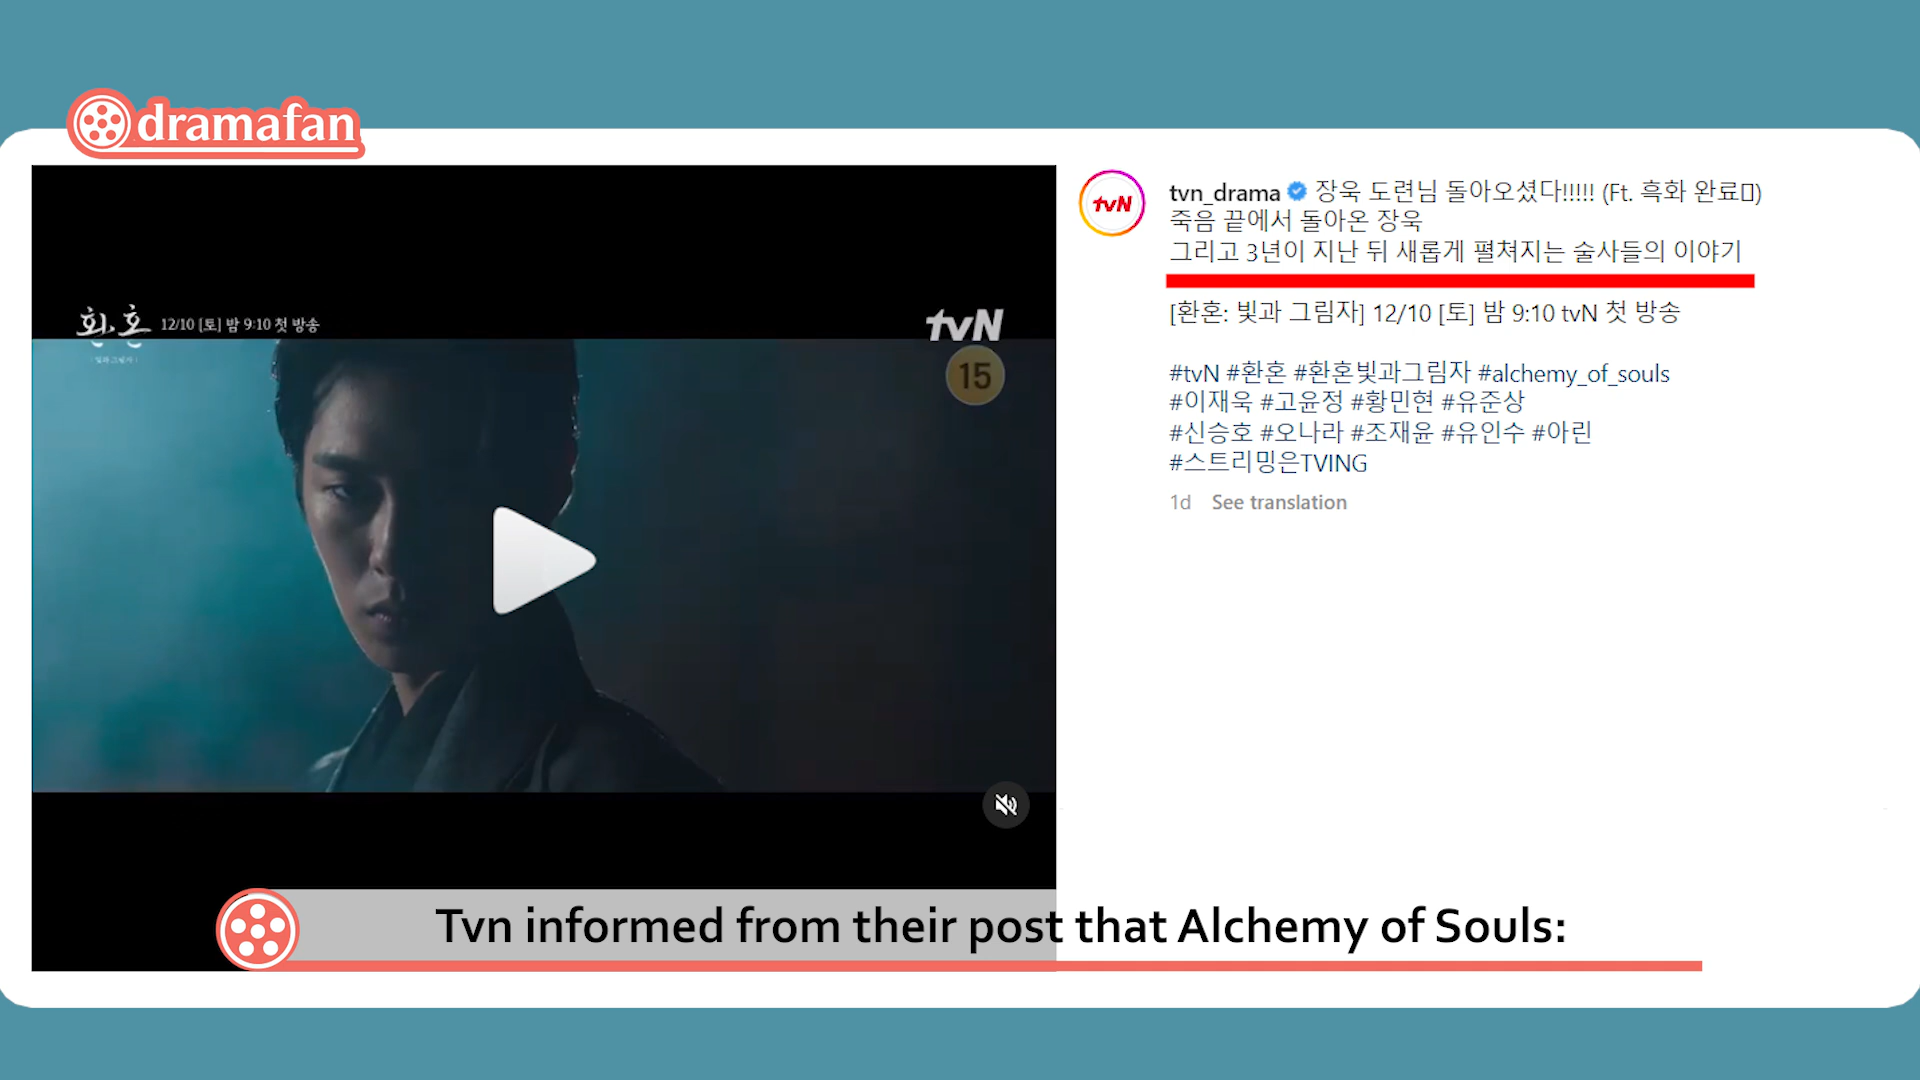 dramafan
환혼 12/10 [토] 밤 9:10 첫 방송
빛과 그림자
tvN
15
tvN
tvn_drama 장욱 도련님 돌아오셨다!!!!! (Ft. 흑화 완료)
죽음 끝에서 돌아온 장욱
그리고 3년이 지난 뒤 새롭게 펼쳐지는 술사들의 이야기
[환혼: 빛과 그림자] 12/10 [토] 밤 9:10 tvN 첫 방송
#tvN #환혼 #환혼빛과그림자 #alchemy_of_souls
#이재욱 #고윤정 #황민현 #유준상
#신승호 #오나라 #조재윤 #유인수 #아린
#스트리밍은TVING
1d See translation
Tvn informed from their post that Alchemy of Souls: